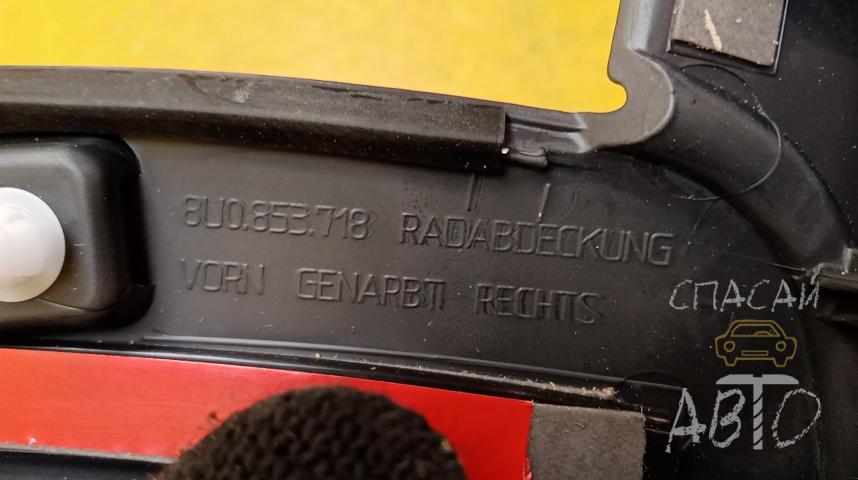 8U0.853.718 RADABDECKUNG
VORN GENARBT RECHTS
СПАСАЙ
АВТО